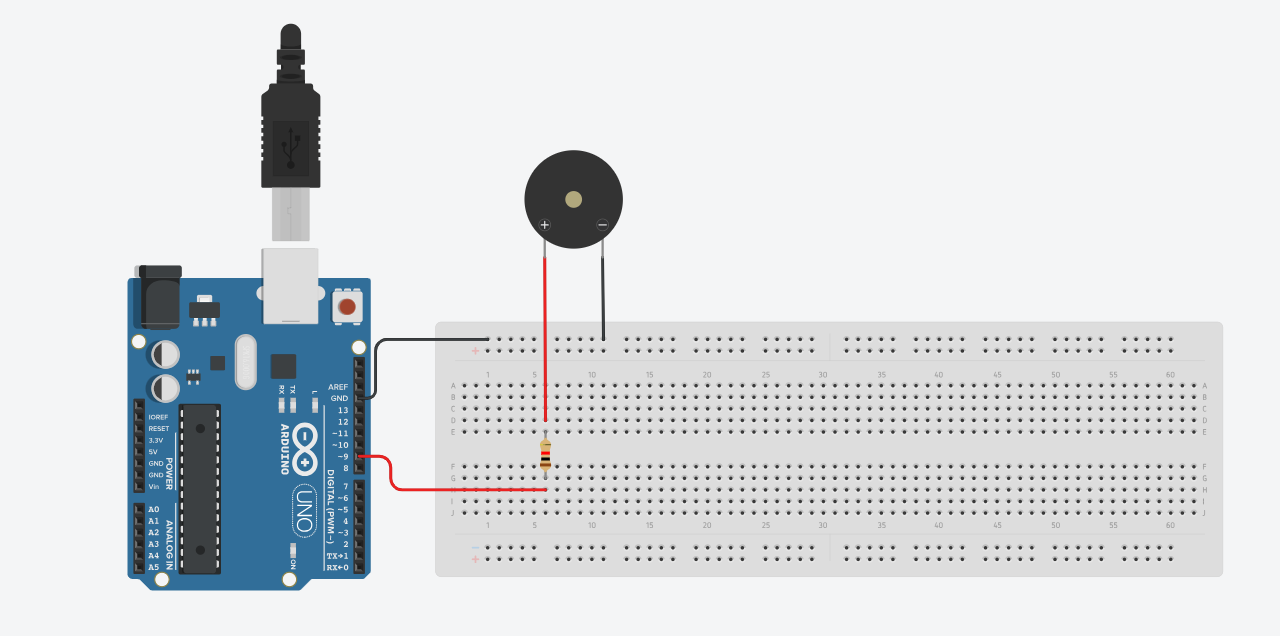 AREF
GND
13
12
~11
~10
~9
8
7
~6
~5
4
~3
2
TX→1
RX←0
IOREF
RESET
3.3V
5V
GND
GND
Vin
A0
A1
A2
A3
A4
A5
POWER
ANALOG IN
RX
TX
L
ARDUINO
UNO
DIGITAL (PWM~)
ON
+
−
1 5 10 15 20 25 30 35 40 45 50 55 60
A A
B B
C C
D D
E E
F F
G G
H H
I I
J J
1 5 10 15 20 25 30 35 40 45 50 55 60